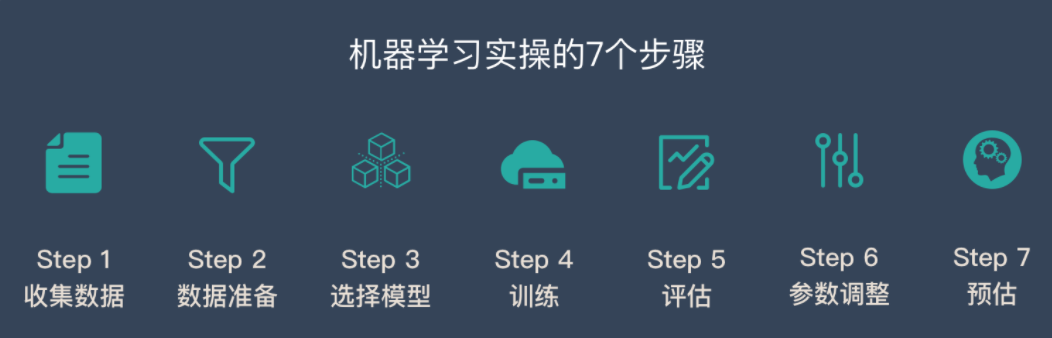 机器学习实操的7个步骤
Step 1
收集数据
Step 2
数据准备
Step 3
选择模型
Step 4
训练
Step 5
评估
Step 6
参数调整
Step 7
预估